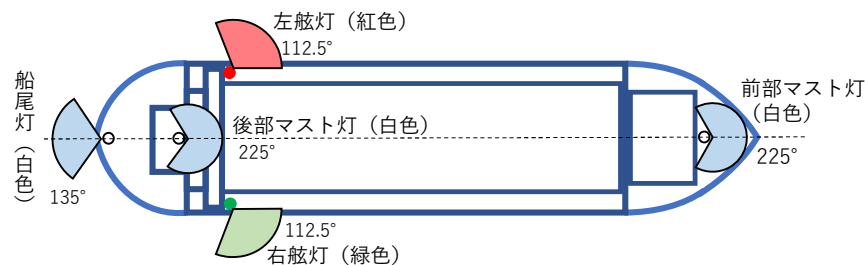 左舷灯（紅色）
112.5°
船尾灯（白色）
135°
後部マスト灯（白色）
225°
前部マスト灯
（白色）
225°
112.5°
右舷灯（緑色）